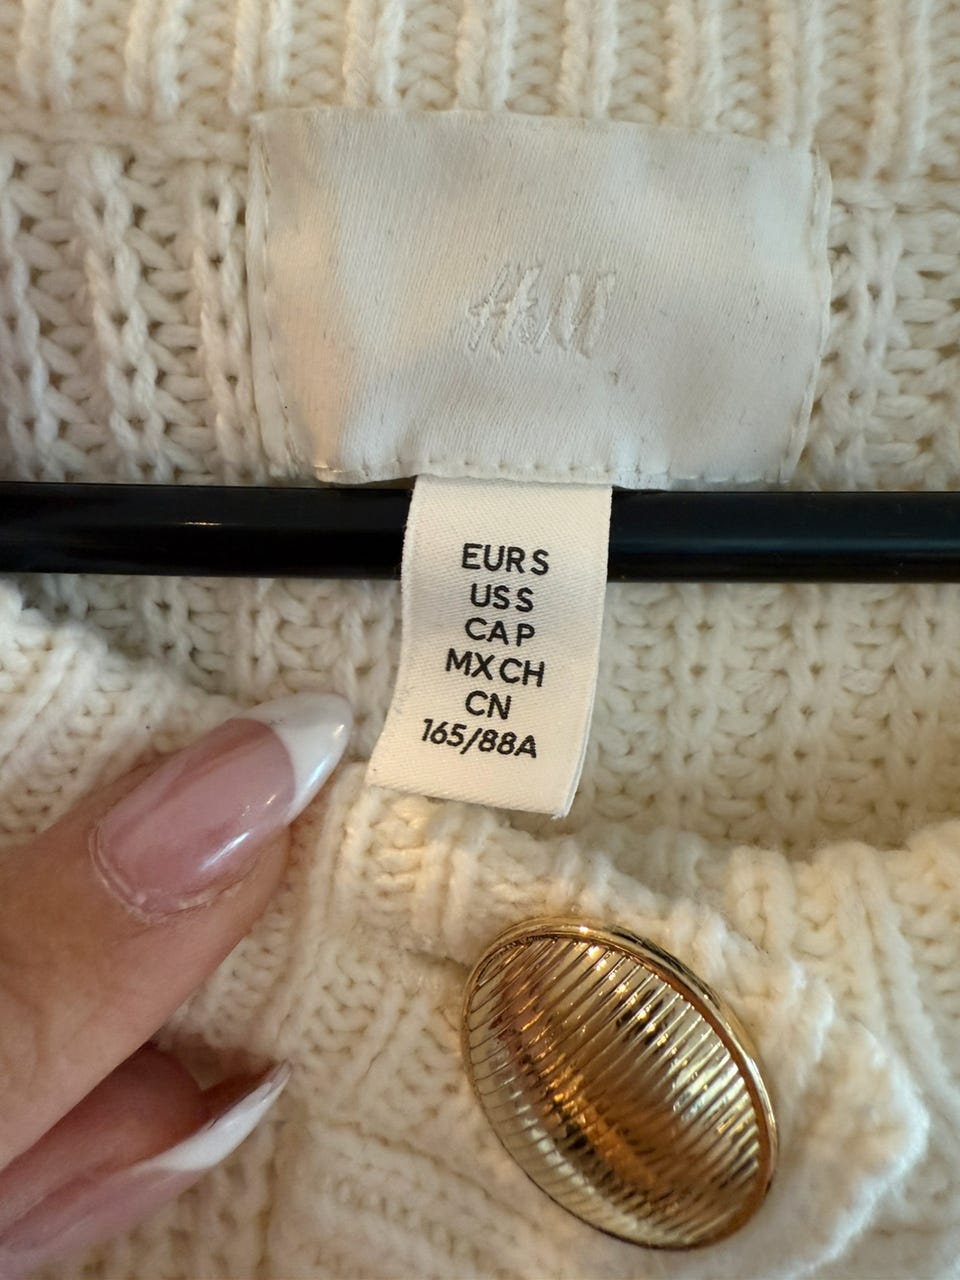 H&M
EUR S
US S
CA P
MX CH
CN
165/88A